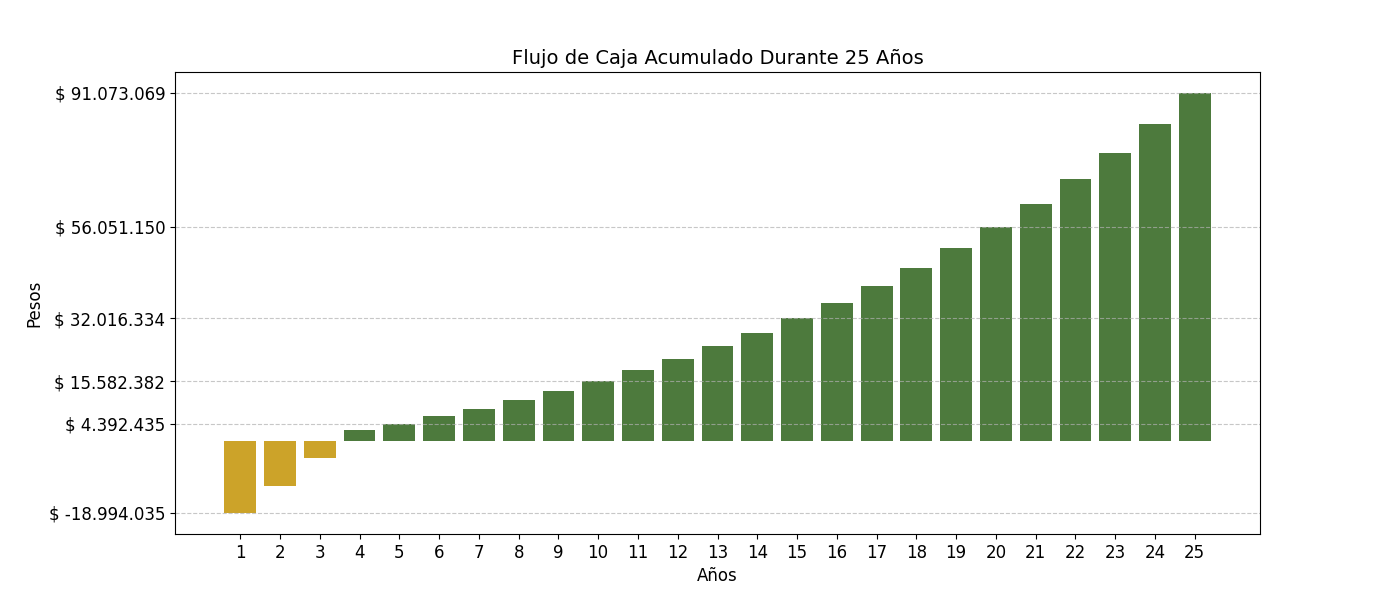 Flujo de Caja Acumulado Durante 25 Años
$ 91.073.069
$ 56.051.150
$ 32.016.334
$ 15.582.382
$ 4.392.435
$ -18.994.035
Pesos
1 2 3 4 5 6 7 8 9 10 11 12 13 14 15 16 17 18 19 20 21 22 23 24 25
Años